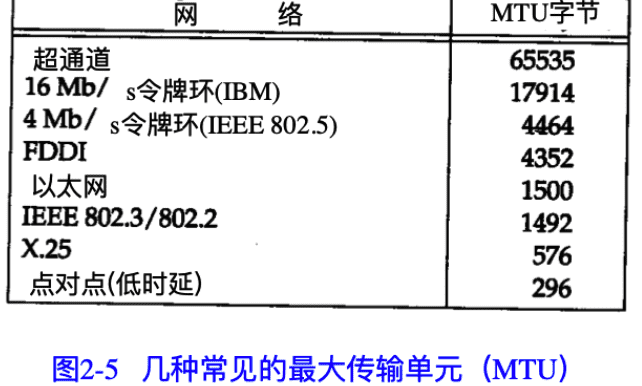 网 络 MTU字节
超通道 65535
16 Mb/ s令牌环(IBM) 17914
4 Mb/ s令牌环(IEEE 802.5) 4464
FDDI 4352
以太网 1500
IEEE 802.3/802.2 1492
X.25 576
点对点(低时延) 296
图2-5 几种常见的最大传输单元（MTU）